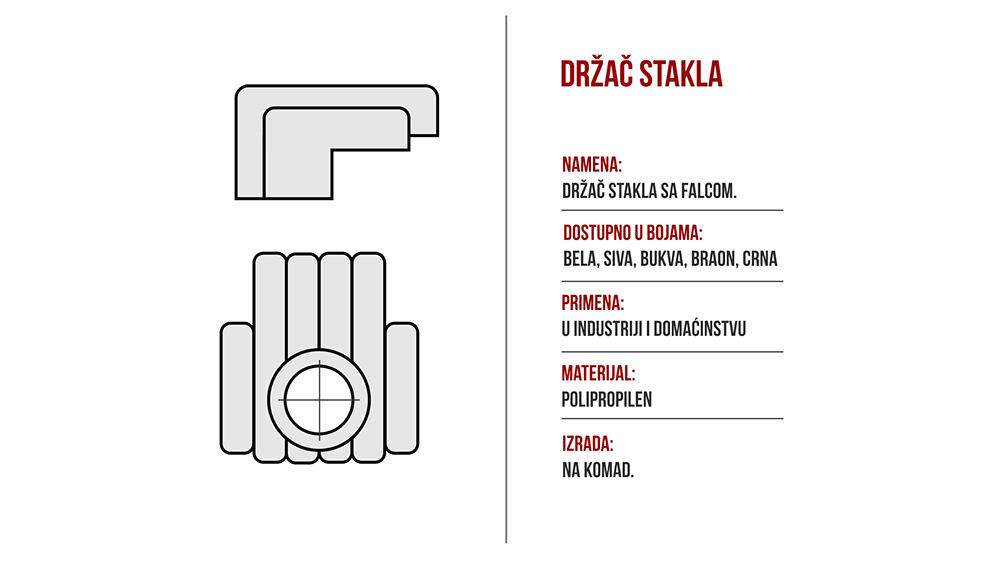 DRŽAČ STAKLA
NAMENA:
DRŽAČ STAKLA SA FALCOM.
DOSTUPNO U BOJAMA:
BELA, SIVA, BUKVA, BRAON, CRNA
PRIMENA:
U INDUSTRIJI I DOMAĆINSTVU
MATERIJAL:
POLIPROPILEN
IZRADA:
NA KOMAD.